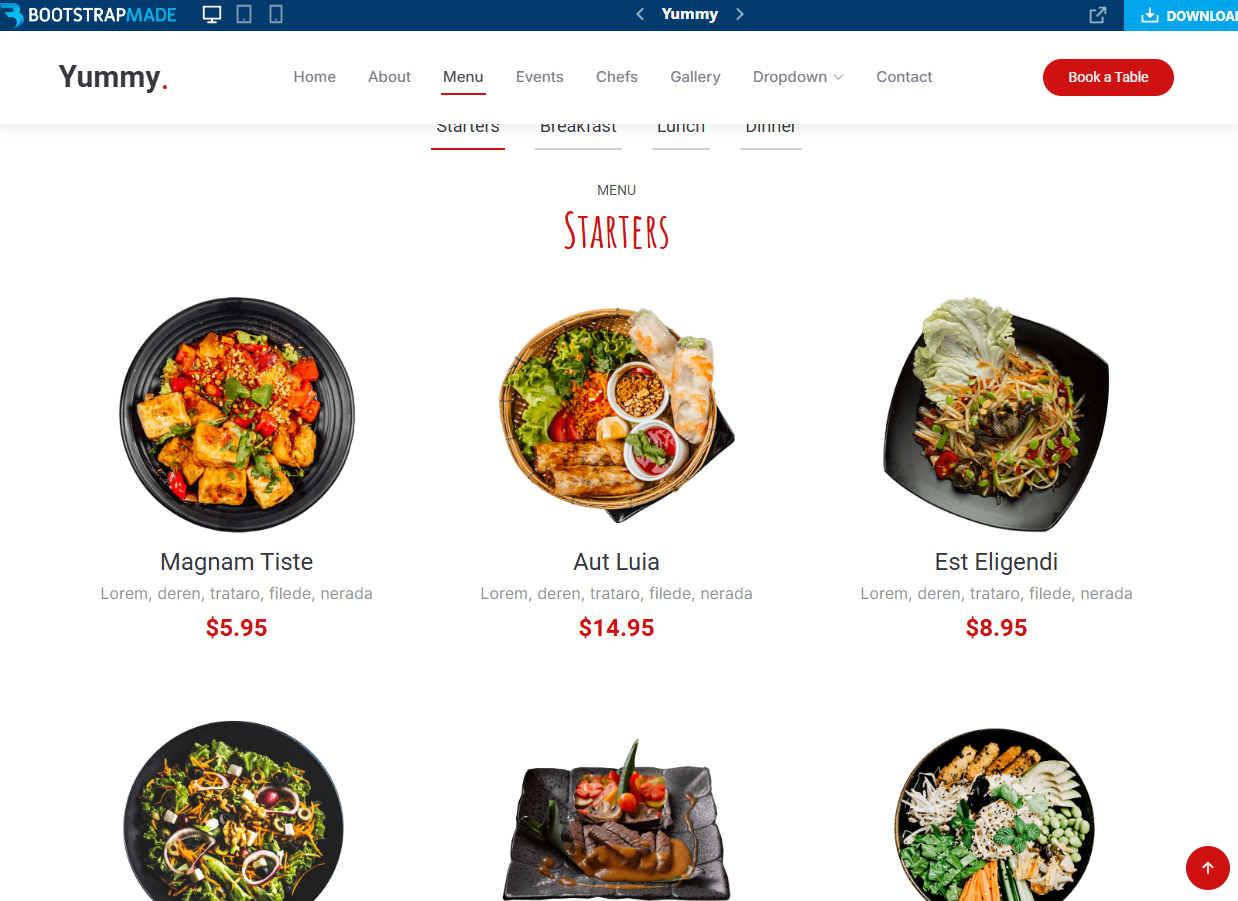 BOOTSTRAPMADE
Yummy
DOWNLOA
Yummy.
Home About Menu Events Chefs Gallery Dropdown Contact
Book a Table
Starters Breakfast Lunch Dinner
MENU
STARTERS
Magnam Tiste Aut Luia Est Eligendi
Lorem, deren, trataro, filede, nerada Lorem, deren, trataro, filede, nerada Lorem, deren, trataro, filede, nerada
$5.95 $14.95 $8.95